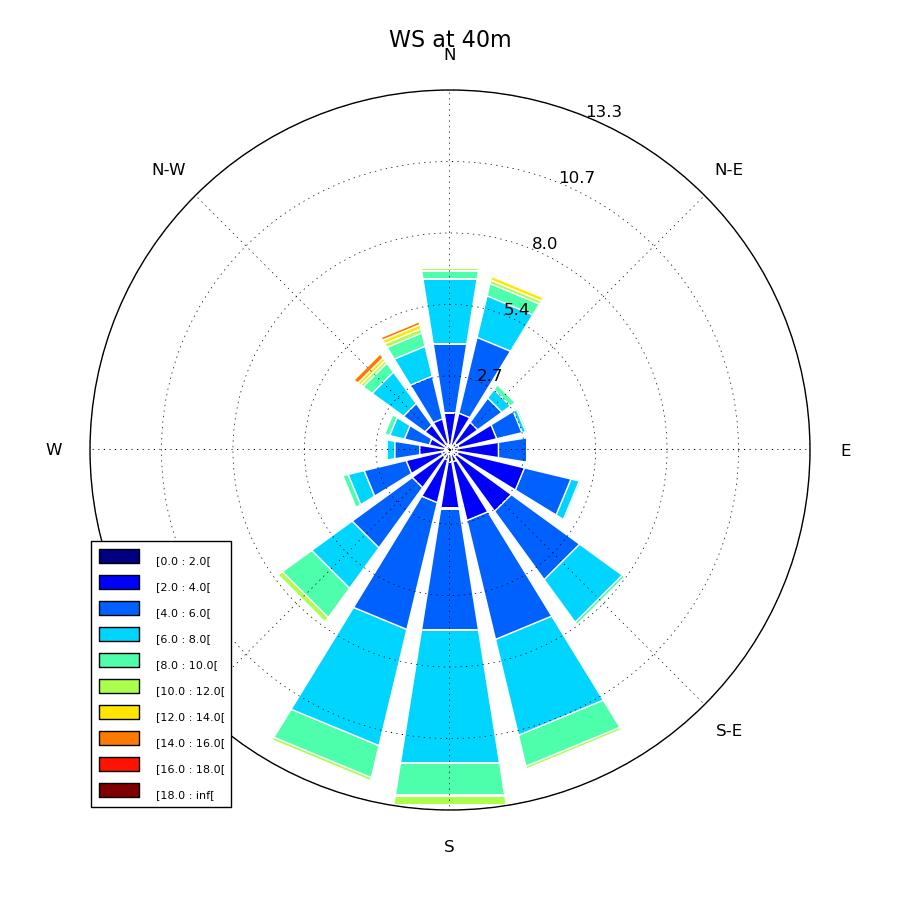 WS at 40m
N
13.3
N-W
N-E
10.7
8.0
5.4
2.7
W
E
[0.0 : 2.0[
[2.0 : 4.0[
[4.0 : 6.0[
[6.0 : 8.0[
[8.0 : 10.0[
[10.0 : 12.0[
[12.0 : 14.0[
[14.0 : 16.0[
[16.0 : 18.0[
[18.0 : inf[
S-E
S